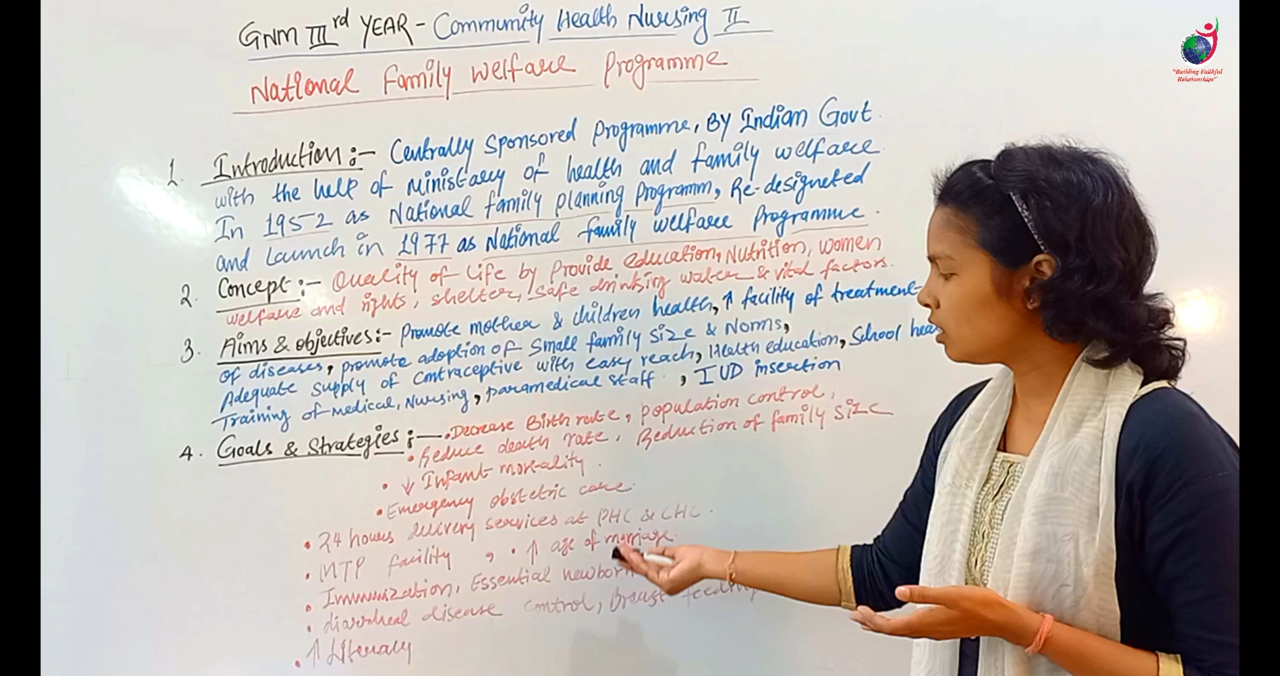 GNM IIIrd YEAR - Community Health Nursing II
National Family Welfare Programme
1. Introduction :- Centrally Sponsored Programme, By Indian Govt.
with the help of ministary of health and family welfare
In 1952 as National family planning Programm, Re-designeted
and Launch in 1977 as National family welfare Programme.
2. Concept :- Quality of Life by Provide education, Nutrition, women
welfare and rights, shelter, safe drinking water & vital factors.
3. Aims & objectives :- Promote mother & children health, ↑ facility of treatment
of diseases, promote adoption of Small family Size & Norms,
Adequate Supply of contraceptive with easy reach, Health education, School hea
Training of medical, Nursing, paramedical staff., IUD insertion
4. Goals & Strategies :- • Decrease Birth rate, population control,
• Reduce death rate, Reduction of family Size
• ↓ Infant mortality.
• Emergency obstetric care.
• 24 hours delivery services at PHC & CHC.
• MTP facility, • ↑ age of marriage.
• Immunization, Essential newborn
• diarrheal disease control, breast feeding
• ↑ Literaly
"Building Faithful
Relationships"